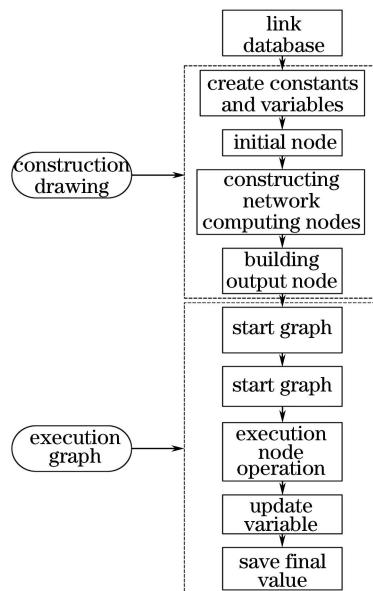 link
database
create constants
and variables
initial node
construction
drawing
constructing
network
computing nodes
building
output node
start graph
start graph
execution
graph
execution
node
operation
update
variable
save final
value